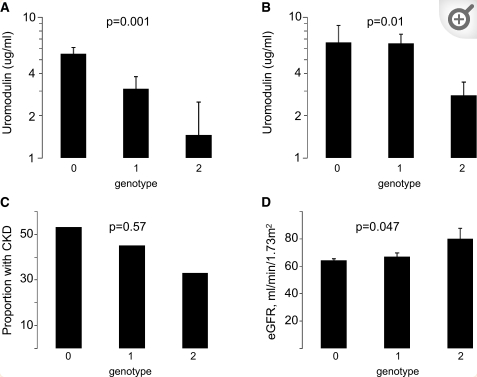 A
p=0.001
Uromodulin (ug/ml)
10
4
2
1
0 1 2
genotype
B
p=0.01
Uromodulin (ug/ml)
10
4
2
1
0 1 2
genotype
C
p=0.57
Proportion with CKD
50
30
10
0 1 2
genotype
D
p=0.047
eGFR, ml/min/1.73m²
80
60
40
20
0 1 2
genotype